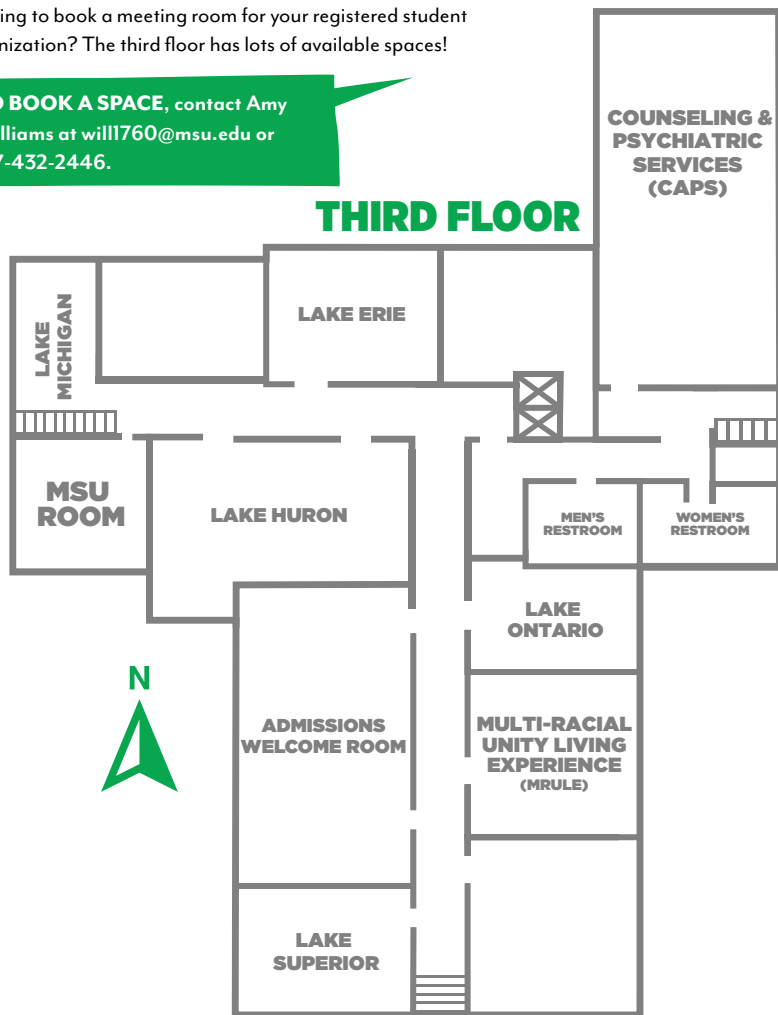 ing to book a meeting room for your registered student
nization? The third floor has lots of available spaces!
O BOOK A SPACE, contact Amy
lliams at will1760@msu.edu or
7-432-2446.
THIRD FLOOR
COUNSELING &
PSYCHIATRIC
SERVICES
(CAPS)
LAKE
MICHIGAN
LAKE ERIE
MSU
ROOM
LAKE HURON
MEN'S
RESTROOM
WOMEN'S
RESTROOM
LAKE
ONTARIO
N
ADMISSIONS
WELCOME ROOM
MULTI-RACIAL
UNITY LIVING
EXPERIENCE
(MRULE)
LAKE
SUPERIOR